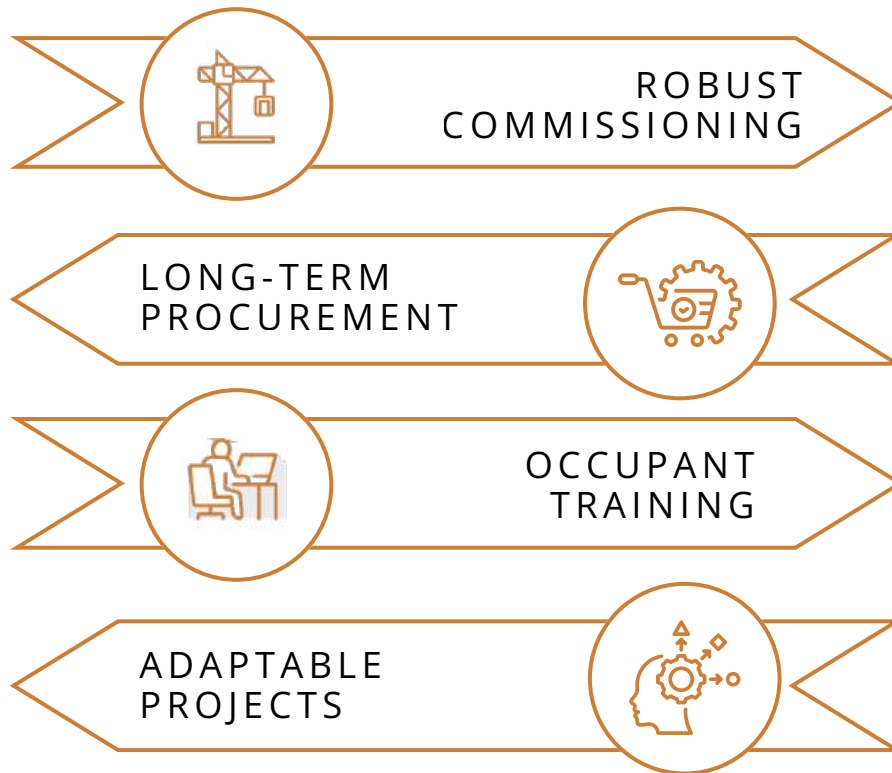 ROBUST
COMMISSIONING
LONG-TERM
PROCUREMENT
OCCUPANT
TRAINING
ADAPTABLE
PROJECTS